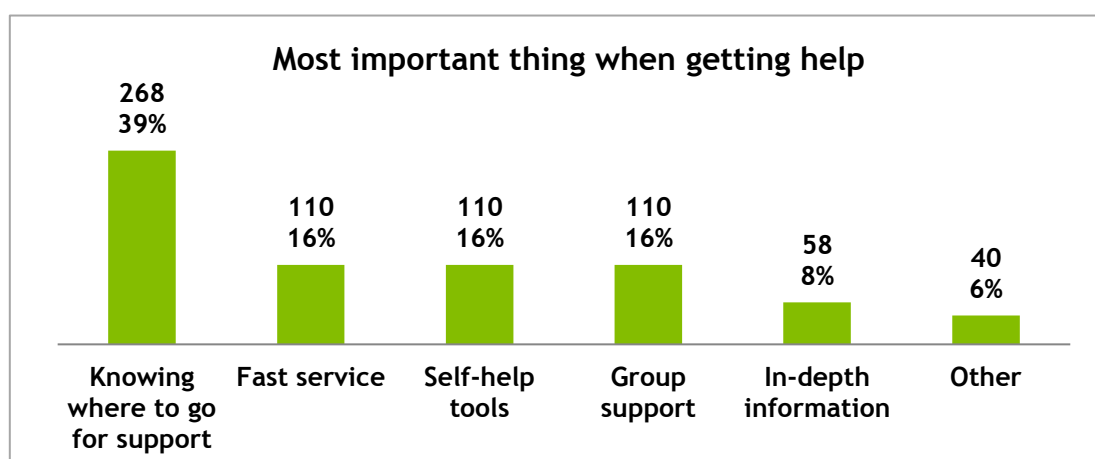 Most important thing when getting help
268
39%
110
16%
110
16%
110
16%
58
8%
40
6%
Knowing
where to go
for support
Fast service
Self-help
tools
Group
support
In-depth
information
Other